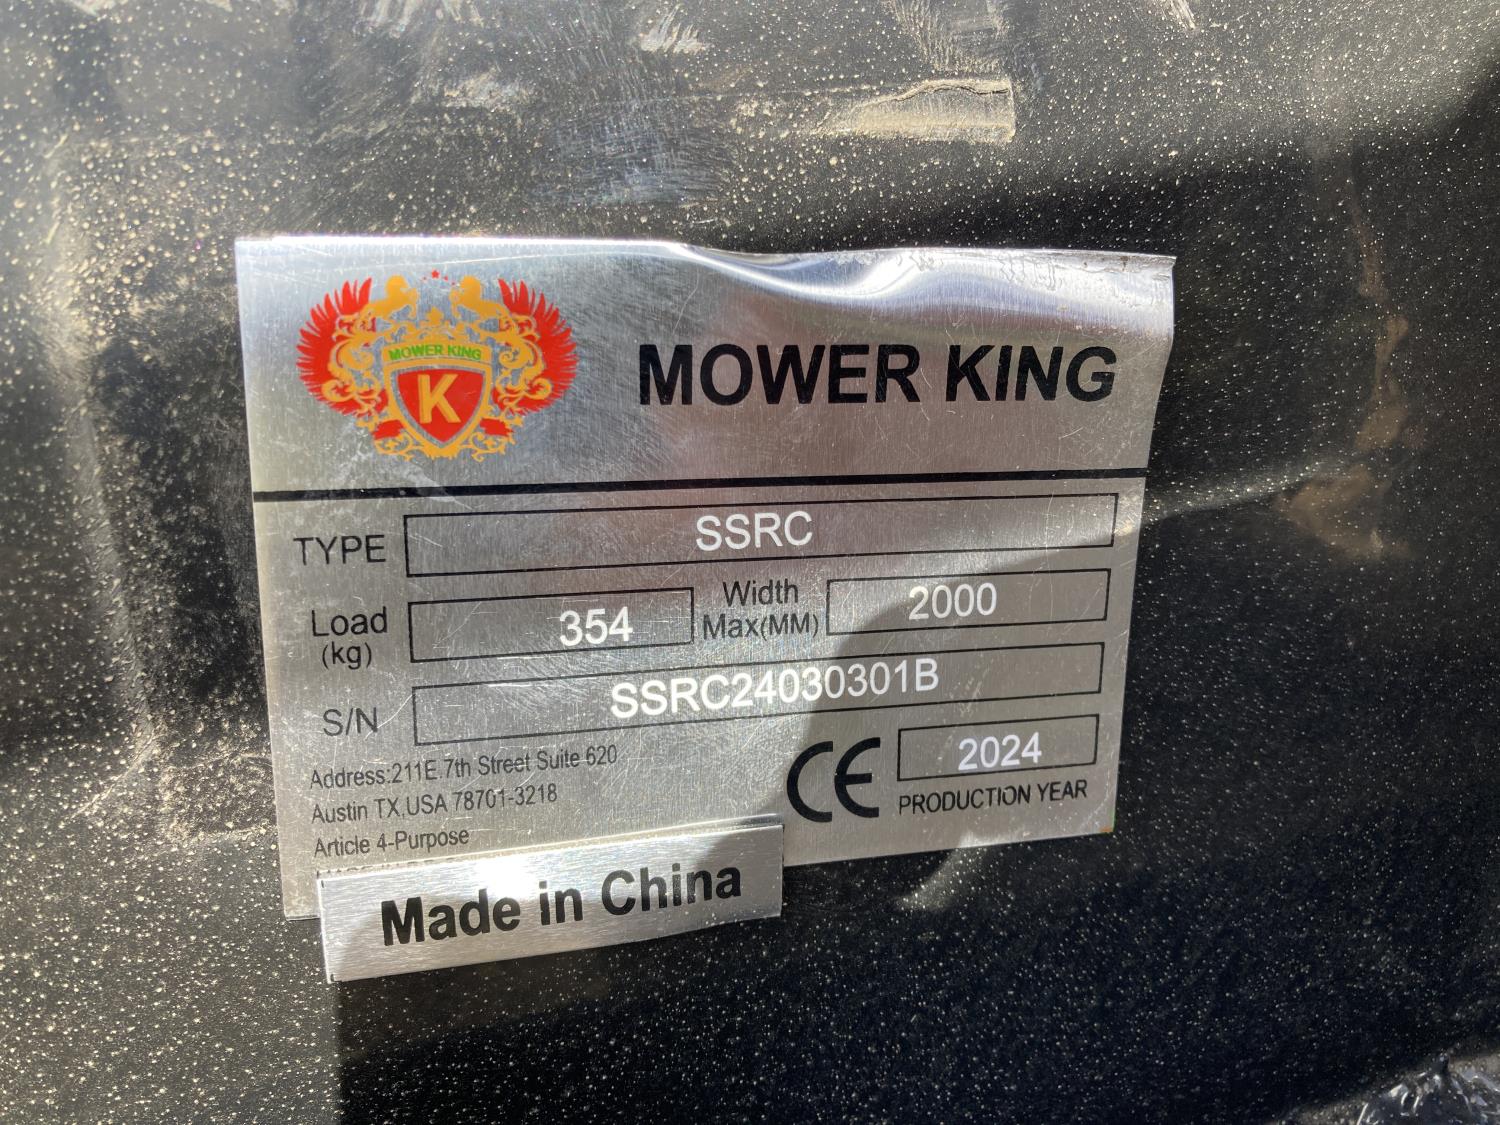 MOWER KING
K
MOWER KING
TYPE SSRC
Load (kg) 354 Width Max(MM) 2000
S/N SSRC24030301B
Address:211E.7th Street Suite 620
Austin TX,USA 78701-3218
Article 4-Purpose
CE 2024
PRODUCTION YEAR
Made in China